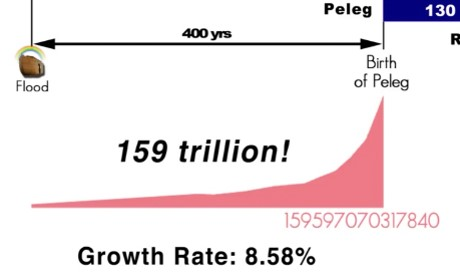 Peleg 130
400 yrs
R
Flood
Birth
of Peleg
159 trillion!
159597070317840
Growth Rate: 8.58%